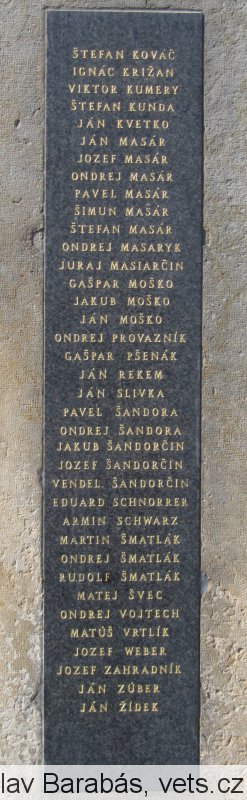 ŠTEFAN KOVÁČ
IGNÁC KRIŽAN
VIKTOR KUMERY
ŠTEFAN KUNDA
JÁN KVETKO
JÁN MASÁR
JOZEF MASÁR
ONDREJ MASÁR
PAVEL MASÁR
ŠIMUN MASÁR
ŠTEFAN MASÁR
ONDREJ MASARYK
JURAJ MASIARČIN
GAŠPAR MOŠKO
JAKUB MOŠKO
JÁN MOŠKO
ONDREJ PROVAZNÍK
GAŠPAR PŠENÁK
JÁN REKEM
JÁN SLIVKA
PAVEL ŠANDORA
ONDREJ ŠANDORA
JAKUB ŠANDORČIN
JOZEF ŠANDORČIN
VENDEL. ŠANDORČIN
EDUARD SCHNORRER
ARMIN SCHWARZ
MARTIN ŠMATLÁK
ONDREJ ŠMATLÁK
RUDOLF ŠMATLÁK
MATEJ ŠVEC
ONDREJ VOJTECH
MATÚŠ VRTLÍK
JOZEF WEBER
JOZEF ZAHRADNÍK
JÁN ZÚBER
JÁN ŽÍDEK
lav Barabás, vets.cz